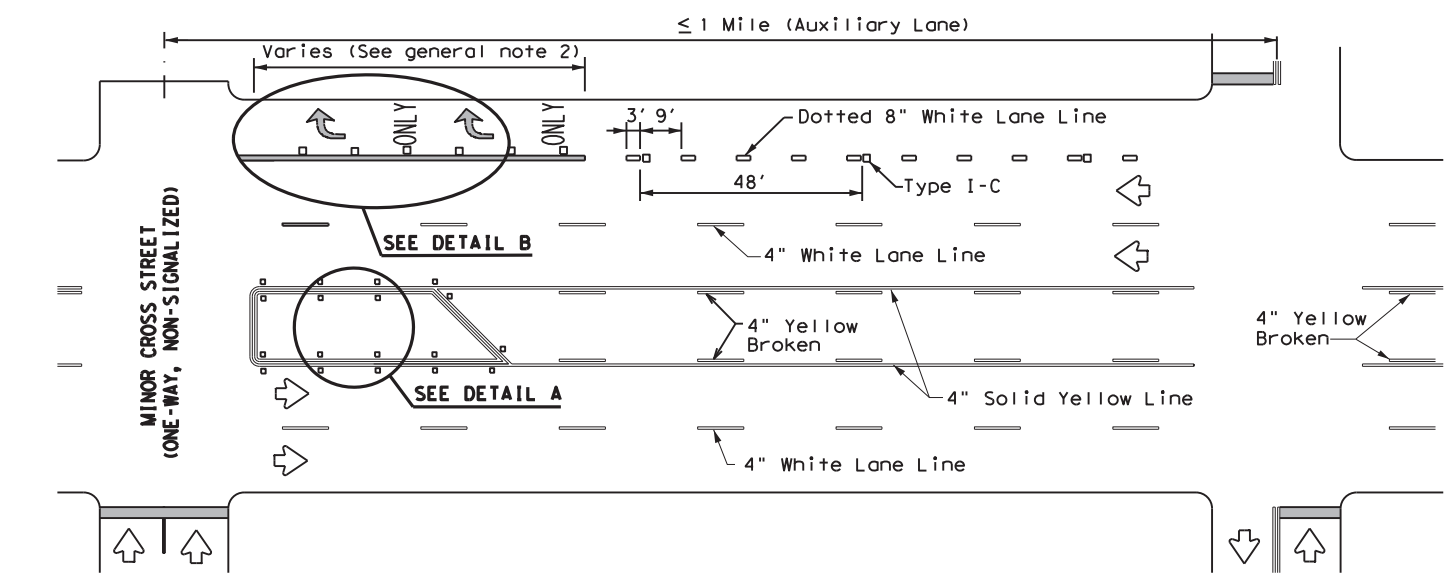 ≤ 1 Mile (Auxiliary Lane)
Varies (See general note 2)
ONLY
ONLY
3' 9'
Dotted 8" White Lane Line
48'
Type I-C
SEE DETAIL B
4" White Lane Line
MINOR CROSS STREET
(ONE-WAY, NON-SIGNALIZED)
4" Yellow
Broken
4" Yellow
Broken
SEE DETAIL A
4" Solid Yellow Line
4" White Lane Line